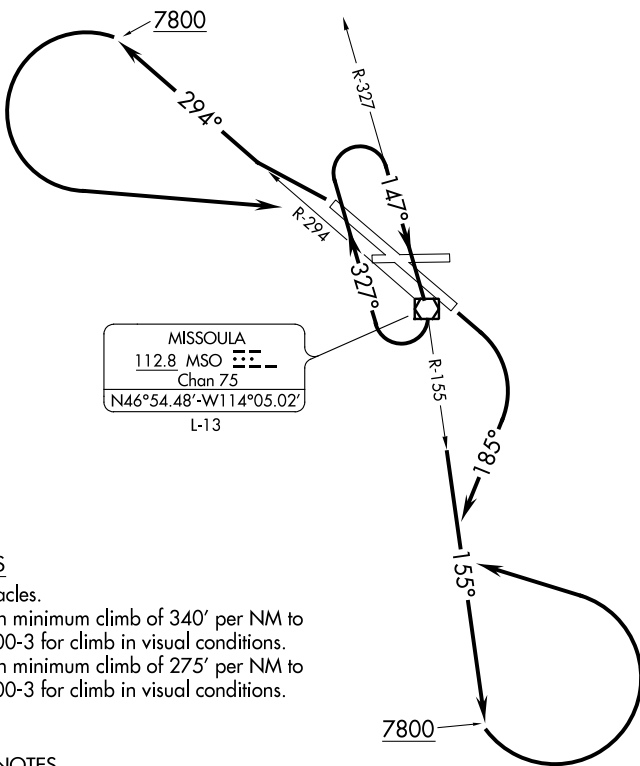 7800
294°
R-327
147°
R-294
327°
MISSOULA
112.8 MSO
Chan 75
N46°54.48'-W114°05.02'
L-13
R-155
185°
155°
7800
minimum climb of 340' per NM to
00-3 for climb in visual conditions.
minimum climb of 275' per NM to
00-3 for climb in visual conditions.
NOTES